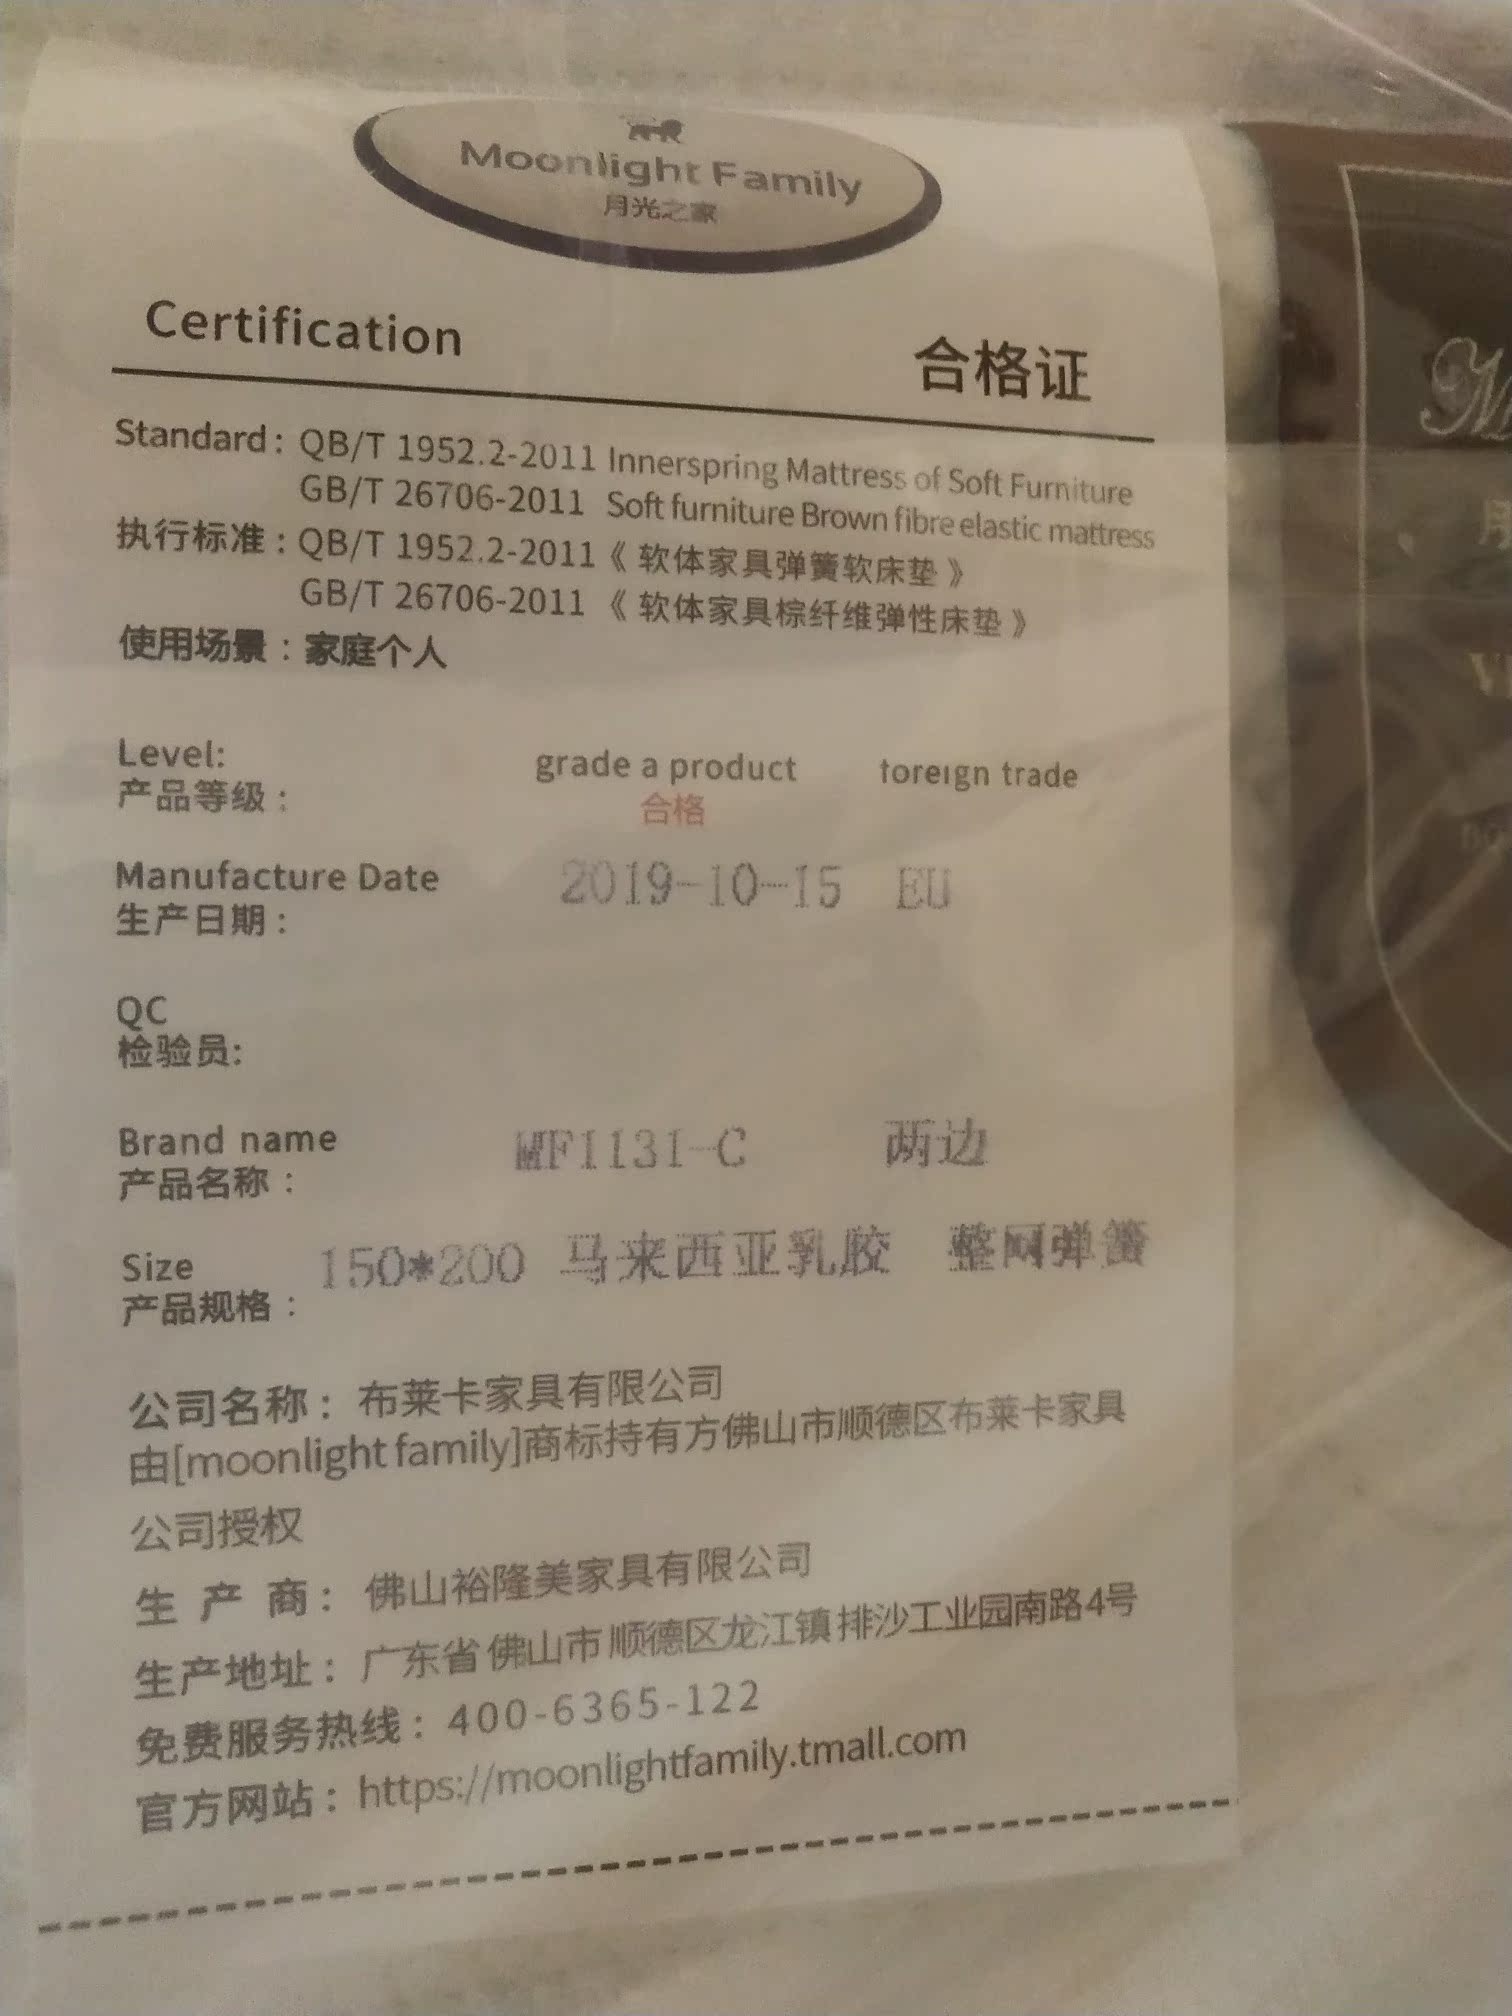 Moonlight Family
月光之家
Certification 合格证
Standard: QB/T 1952.2-2011 Innerspring Mattress of Soft Furniture
GB/T 26706-2011 Soft furniture Brown fibre elastic mattress
执行标准：QB/T 1952.2-2011《软体家具弹簧软床垫》
GB/T 26706-2011《软体家具棕纤维弹性床垫》
使用场景：家庭个人
Level: grade a product foreign trade
产品等级： 合格
Manufacture Date 2019-10-15 EU
生产日期：
QC
检验员:
Brand name MF1131-C 两边
产品名称：
Size 150*200 马来西亚乳胶 整网弹簧
产品规格：
公司名称：布莱卡家具有限公司
由[moonlight family]商标持有方佛山市顺德区布莱卡家具
公司授权
生产商：佛山裕隆美家具有限公司
生产地址：广东省佛山市顺德区龙江镇排沙工业园南路4号
免费服务热线：400-6365-122
官方网站：https://moonlightfamily.tmall.com